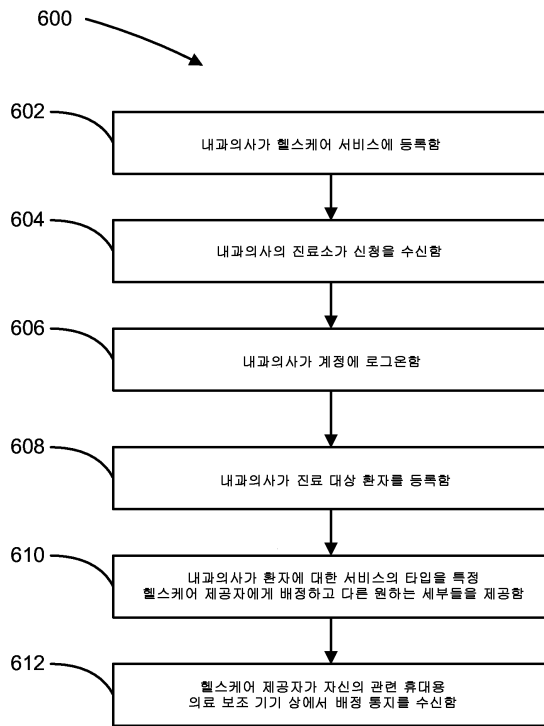 600
602
내과의사가 헬스케어 서비스에 등록함
604
내과의사의 진료소가 신청을 수신함
606
내과의사가 계정에 로그온함
608
내과의사가 진료 대상 환자를 등록함
610
내과의사가 환자에 대한 서비스의 타입을 특정
헬스케어 제공자에게 배정하고 다른 원하는 세부들을 제공함
612
헬스케어 제공자가 자신의 관련 휴대용
의료 보조 기기 상에서 배정 통지를 수신함